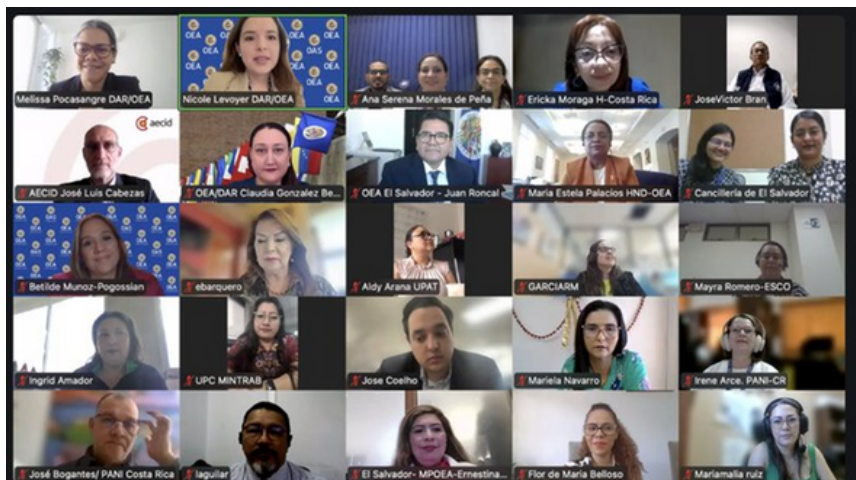 OEA
OAS
Melissa Pocasangre DAR/OEA
Nicole Levoyer DAR/OEA
Ana Serena Morales de Peña
Ericka Moraga H-Costa Rica
JoseVictor Bran
aecid
AECID José Luis Cabezas
OEA/DAR Claudia Gonzalez Be...
OEA El Salvador - Juan Roncal
Maria Estela Palacios HND-OEA
Cancillería de El Salvador
OEA
OAS
Betilde Munoz-Pogossian
ebarquero
Aldy Arana UPAT
GARCIARM
Mayra Romero-ESCO
Ingrid Amador
UPC MINTRAB
Jose Coelho
Mariela Navarro
Irene Arce. PANI-CR
José Bogantes/ PANI Costa Rica
laguilar
El Salvador- MPOEA-Ernestina...
Flor de Maria Belloso
Mariamalia ruiz